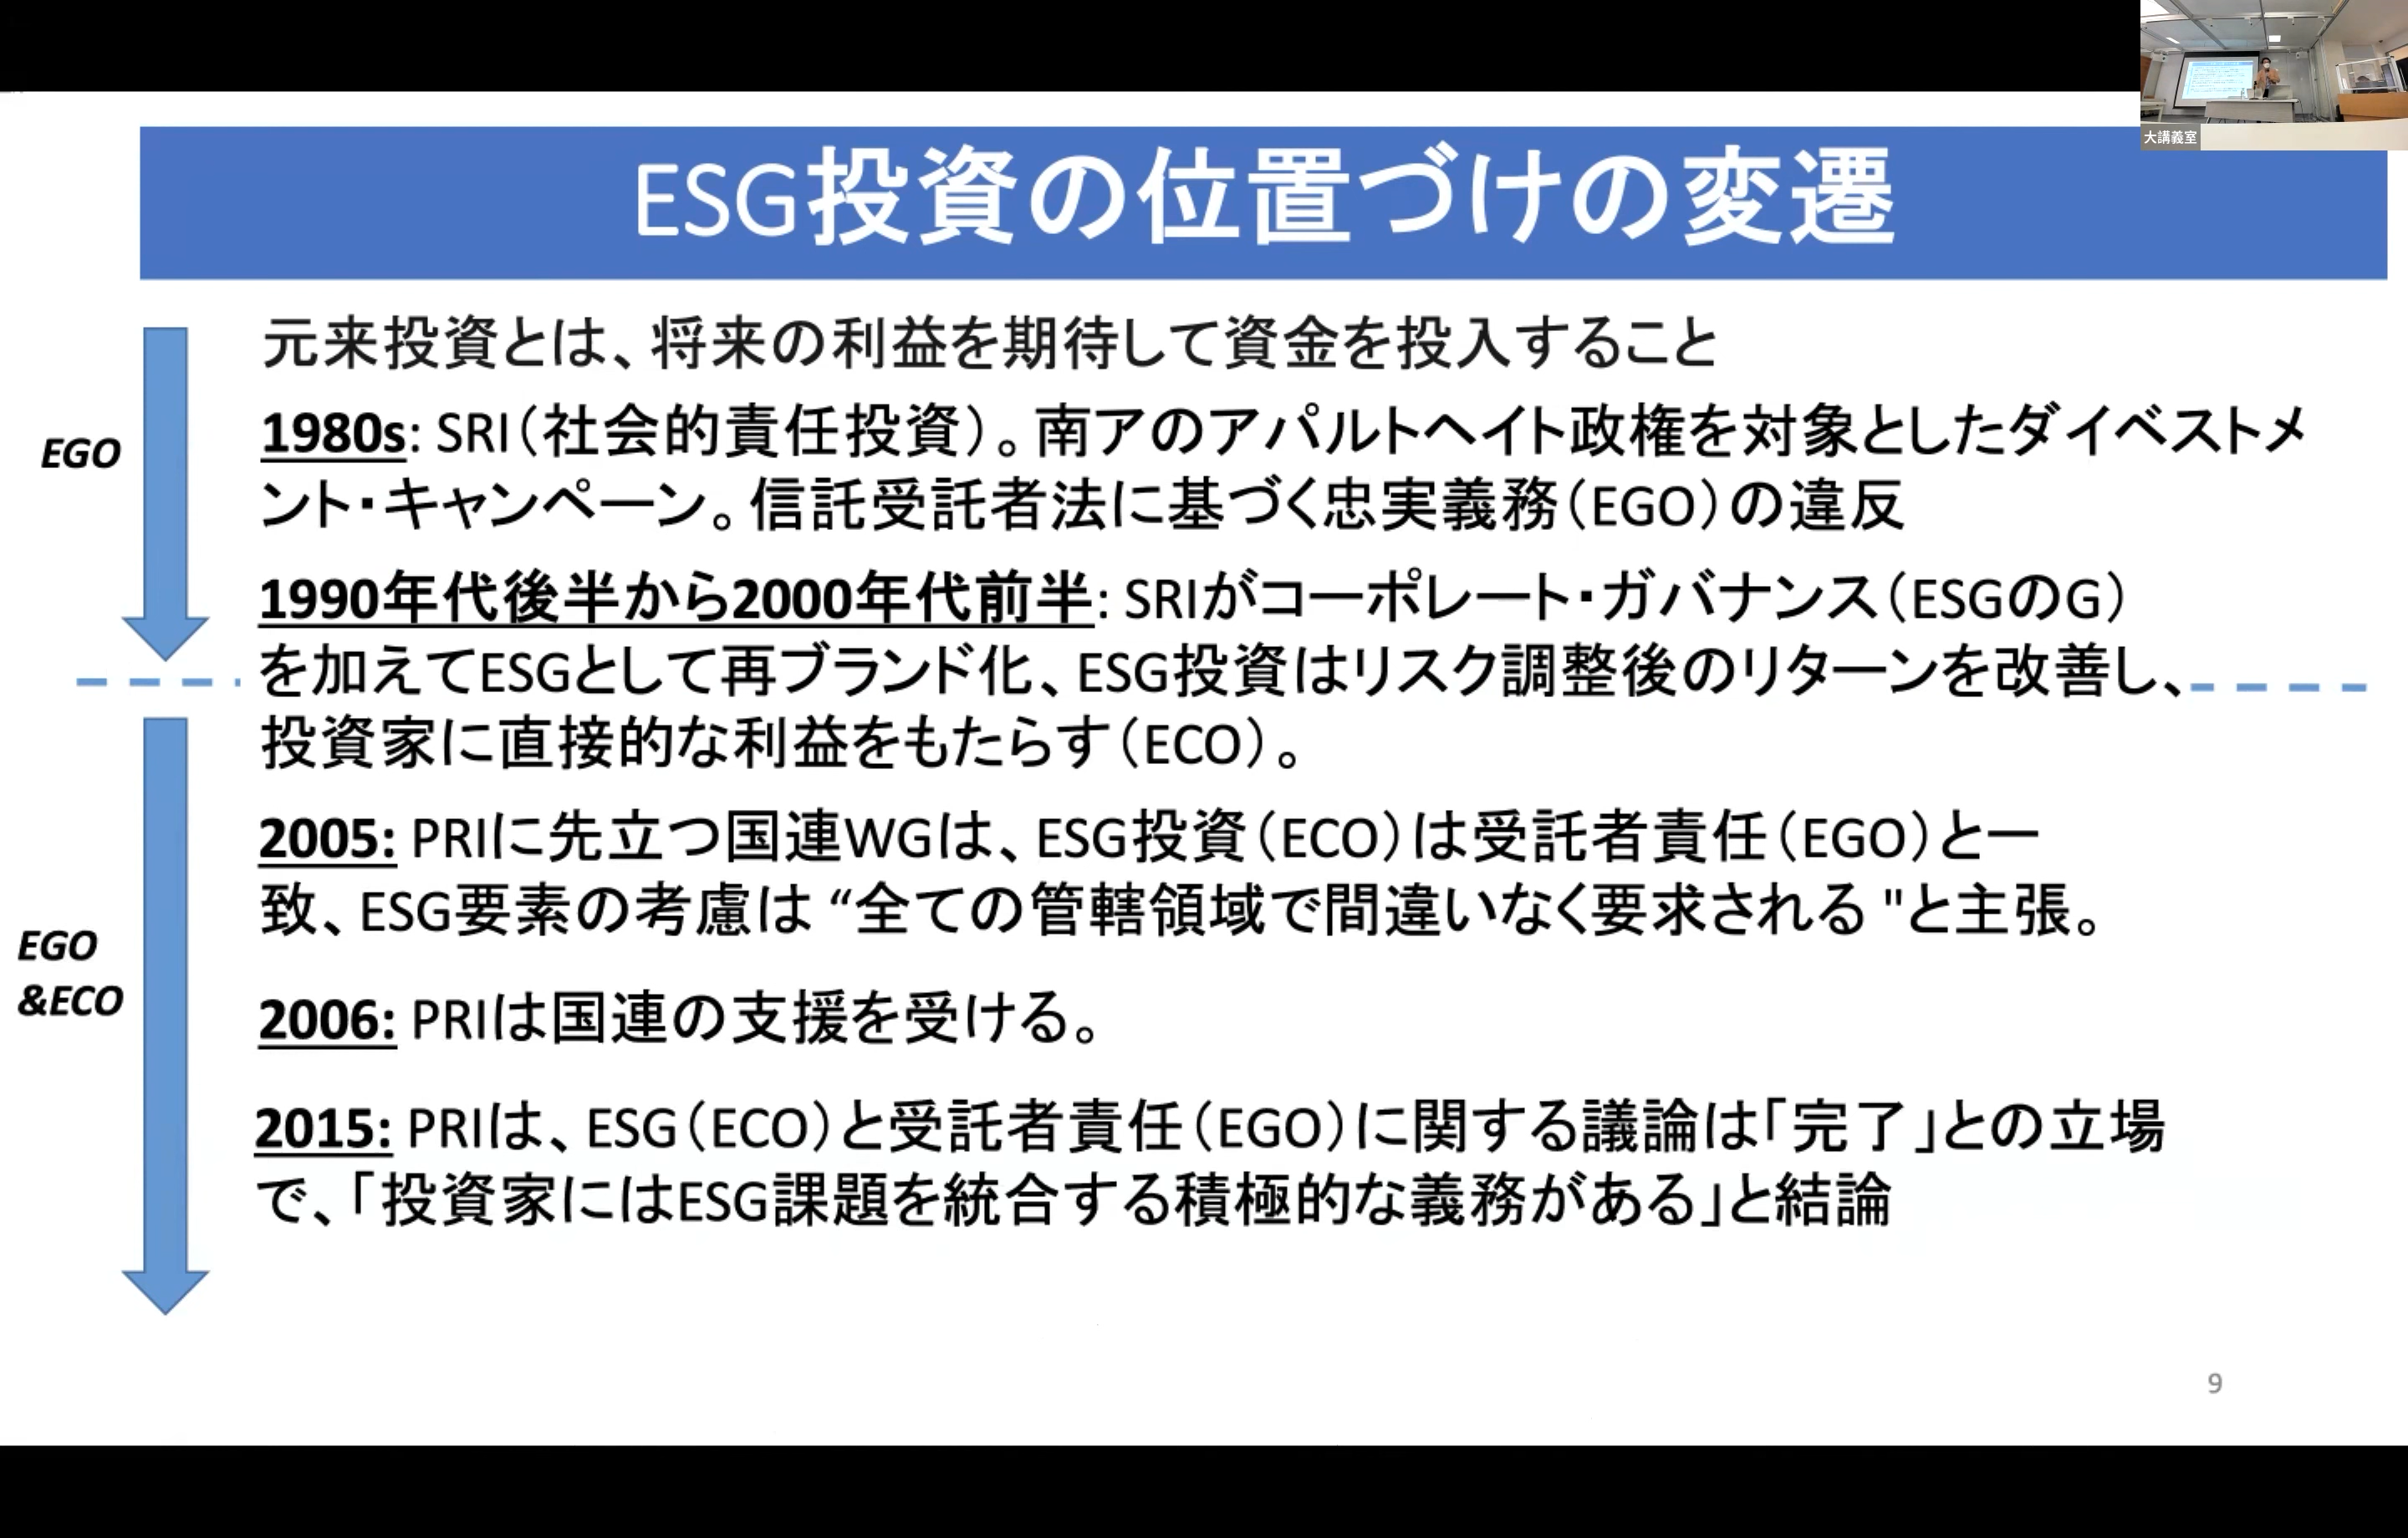 大講義室
ESG投資の位置づけの変遷
元来投資とは、将来の利益を期待して資金を投入すること
EGO
1980s: SRI（社会的責任投資）。南アのアパルトヘイト政権を対象としたダイベストメ
ント・キャンペーン。信託受託者法に基づく忠実義務（EGO）の違反
1990年代後半から2000年代前半: SRIがコーポレート・ガバナンス（ESGのG）
を加えてESGとして再ブランド化、ESG投資はリスク調整後のリターンを改善し、
投資家に直接的な利益をもたらす（ECO）。
2005: PRIに先立つ国連WGは、ESG投資（ECO）は受託者責任（EGO）と一
致、ESG要素の考慮は “全ての管轄領域で間違いなく要求される "と主張。
EGO
&ECO
2006: PRIは国連の支援を受ける。
2015: PRIは、ESG（ECO）と受託者責任（EGO）に関する議論は「完了」との立場
で、「投資家にはESG課題を統合する積極的な義務がある」と結論
9